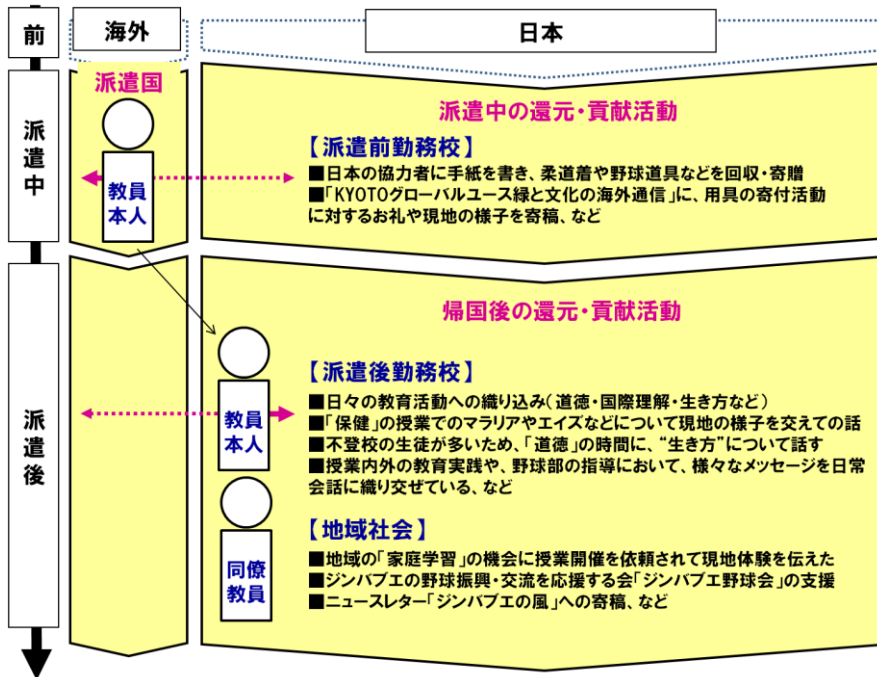 前
海外
日本
派遣中
派遣国
教員
本人
派遣中の還元・貢献活動
【派遣前勤務校】
■日本の協力者に手紙を書き、柔道着や野球道具などを回収・寄贈
■「KYOTOグローバルユース緑と文化の海外通信」に、用具の寄付活動
に対するお礼や現地の様子を寄稿、など
派遣後
帰国後の還元・貢献活動
教員
本人
【派遣後勤務校】
■日々の教育活動への織り込み(道徳・国際理解・生き方など)
■「保健」の授業でのマラリアやエイズなどについて現地の様子を交えての話
■不登校の生徒が多いため、「道徳」の時間に、“生き方”について話す
■授業内外の教育実践や、野球部の指導において、様々なメッセージを日常
会話に織り交ぜている、など
同僚
教員
【地域社会】
■地域の「家庭学習」の機会に授業開催を依頼されて現地体験を伝えた
■ジンバブエの野球振興・交流を応援する会「ジンバブエ野球会」の支援
■ニュースレター「ジンバブエの風」への寄稿、など